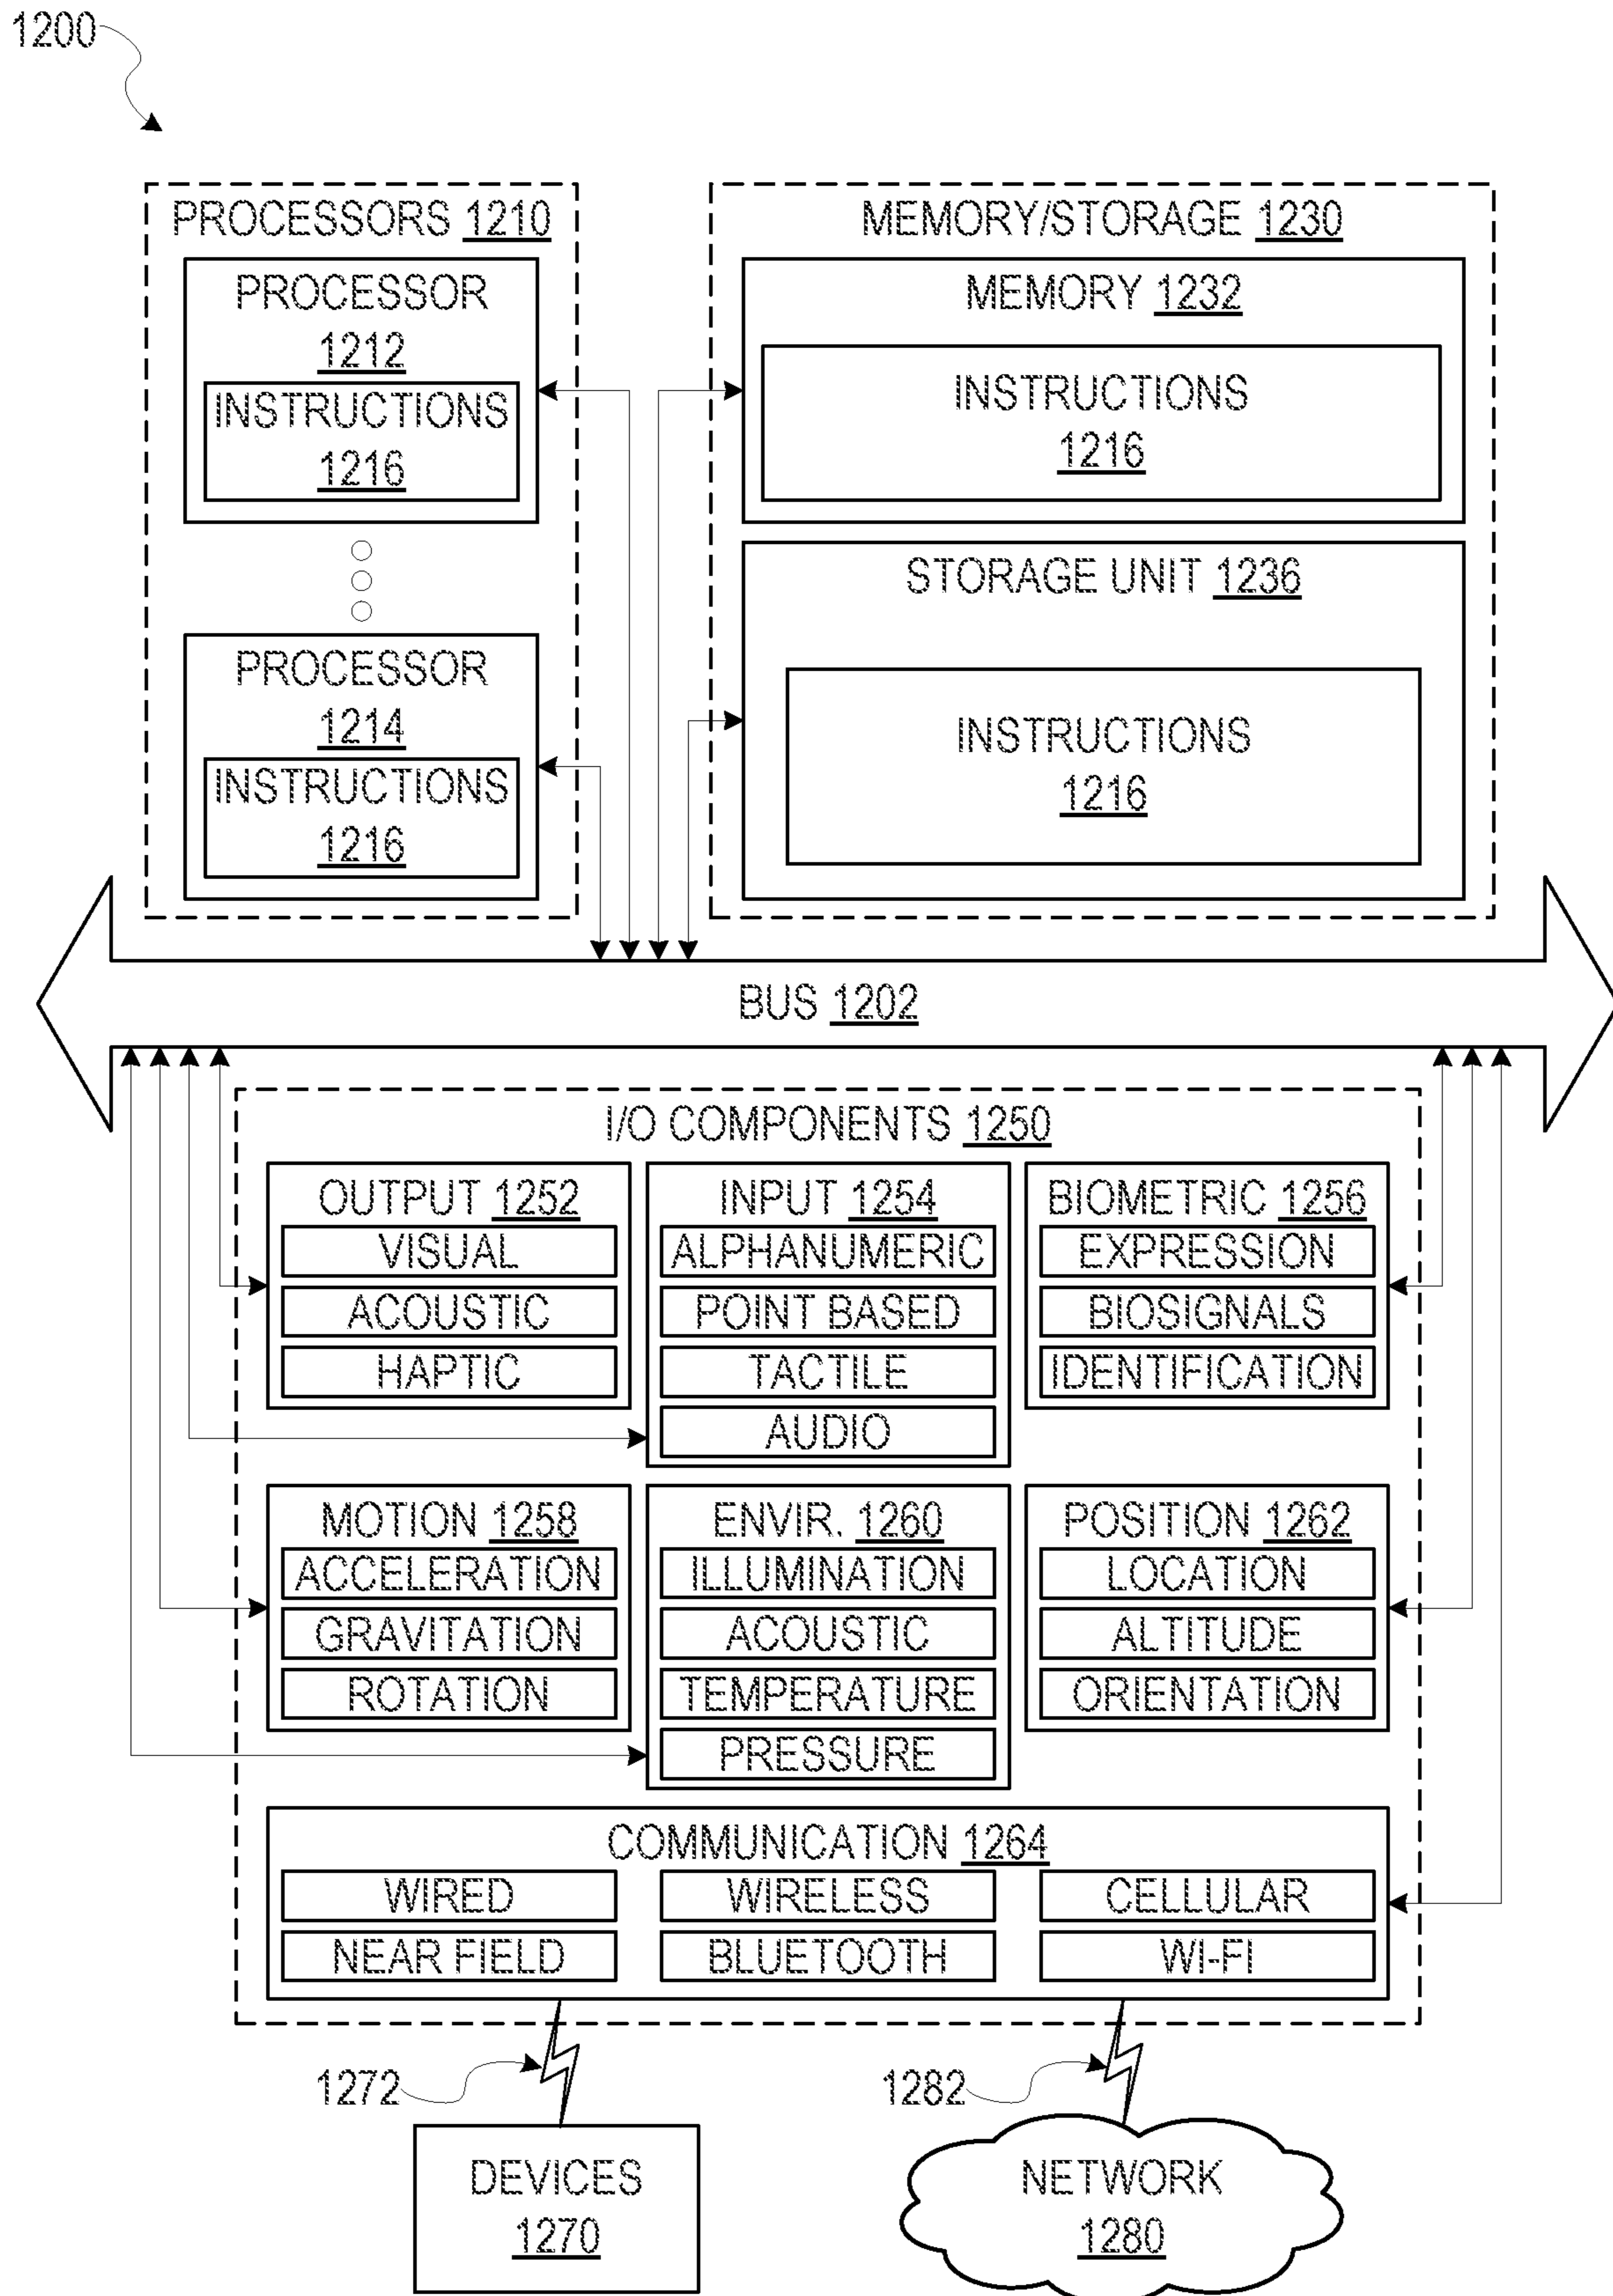 1200
PROCESSORS 1210
PROCESSOR
1212
INSTRUCTIONS
1216
PROCESSOR
1214
INSTRUCTIONS
1216
MEMORY/STORAGE 1230
MEMORY 1232
INSTRUCTIONS
1216
STORAGE UNIT 1236
INSTRUCTIONS
1216
BUS 1202
I/O COMPONENTS 1250
OUTPUT 1252
VISUAL
ACOUSTIC
HAPTIC
INPUT 1254
ALPHANUMERIC
POINT BASED
TACTILE
AUDIO
BIOMETRIC 1256
EXPRESSION
BIOSIGNALS
IDENTIFICATION
MOTION 1258
ACCELERATION
GRAVITATION
ROTATION
ENVIR. 1260
ILLUMINATION
ACOUSTIC
TEMPERATURE
PRESSURE
POSITION 1262
LOCATION
ALTITUDE
ORIENTATION
COMMUNICATION 1264
WIRED
WIRELESS
CELLULAR
NEAR FIELD
BLUETOOTH
WI-FI
1272
1282
DEVICES
1270
NETWORK
1280